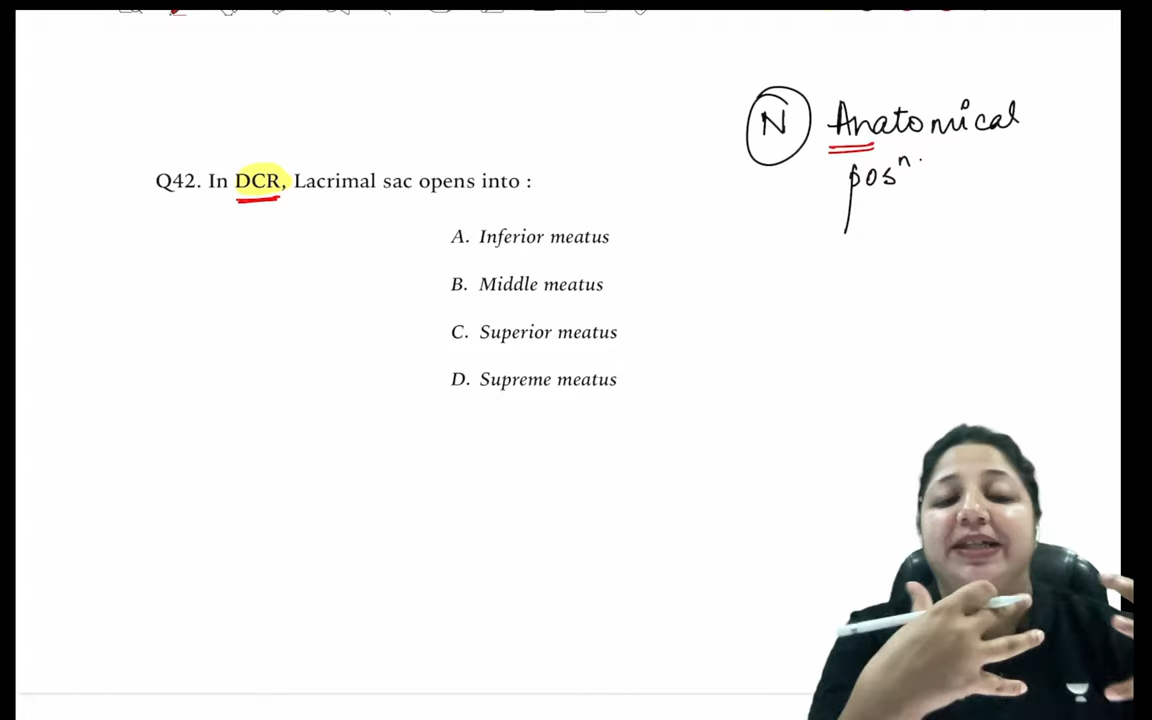 N Anatomical
posⁿ.
Q42. In DCR, Lacrimal sac opens into :
A. Inferior meatus
B. Middle meatus
C. Superior meatus
D. Supreme meatus